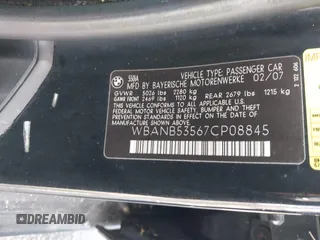 BMW
550IA VEHICLE TYPE: PASSENGER CAR
MFD BY BAYERISCHE MOTORENWERKE 02/07
GVWR 5026 lbs 2280 kg
GAWR FRONT 2469 lbs 1120 kg REAR 2679 lbs 1215 kg
THIS VEHICLE CONFORMS TO ALL APPLICABLE U.S. FEDERAL
MOTOR VEHICLE SAFETY, BUMPER, AND THEFT PREVENTION
STANDARDS IN EFFECT ON THE DATE OF MANUFACTURE SHOWN ABOVE.
WBANB53567CP08845
DREAMBID